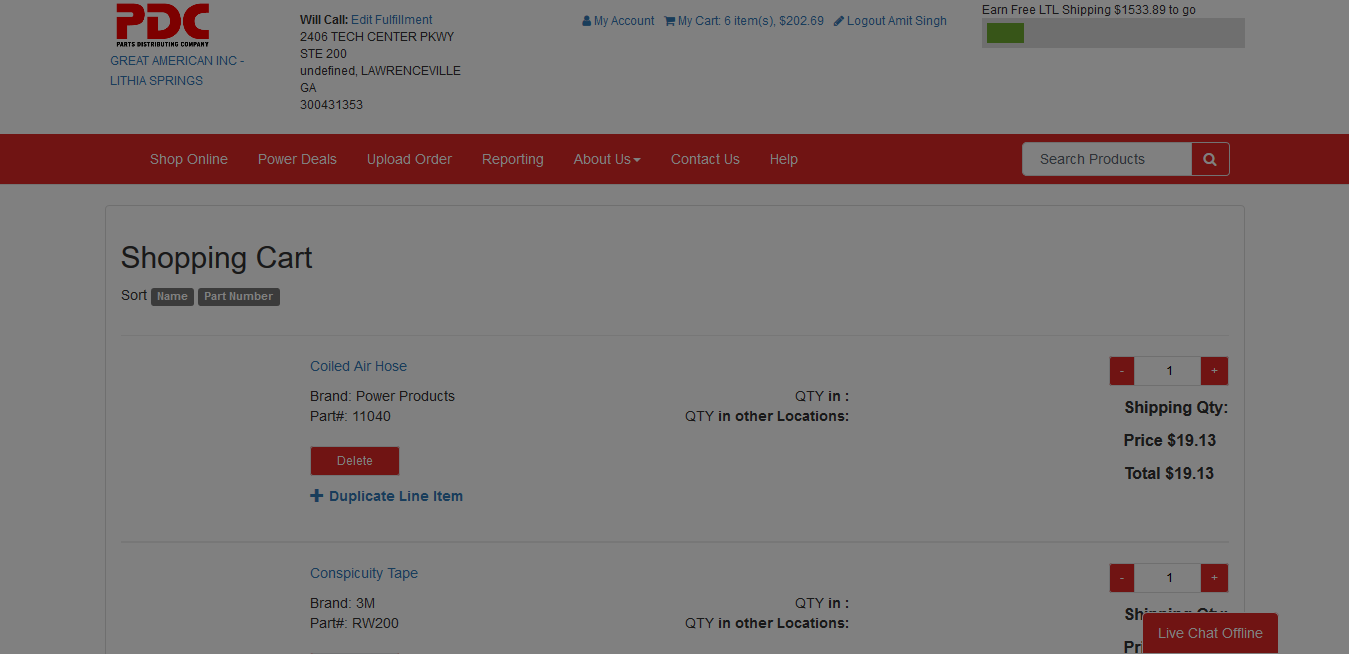 PDC
PARTS DISTRIBUTING COMPANY
GREAT AMERICAN INC -
LITHIA SPRINGS
Will Call: Edit Fulfillment
2406 TECH CENTER PKWY
STE 200
undefined, LAWRENCEVILLE
GA
300431353
My Account My Cart: 6 item(s), $202.69 Logout Amit Singh
Earn Free LTL Shipping $1533.89 to go
Shop Online Power Deals Upload Order Reporting About Us Contact Us Help Search Products
Shopping Cart
Sort Name Part Number
Coiled Air Hose
Brand: Power Products
Part#: 11040
Delete
Duplicate Line Item
QTY in :
QTY in other Locations:
- 1 +
Shipping Qty:
Price $19.13
Total $19.13
Conspicuity Tape
Brand: 3M
Part#: RW200
QTY in :
QTY in other Locations:
- 1 +
Live Chat Offline